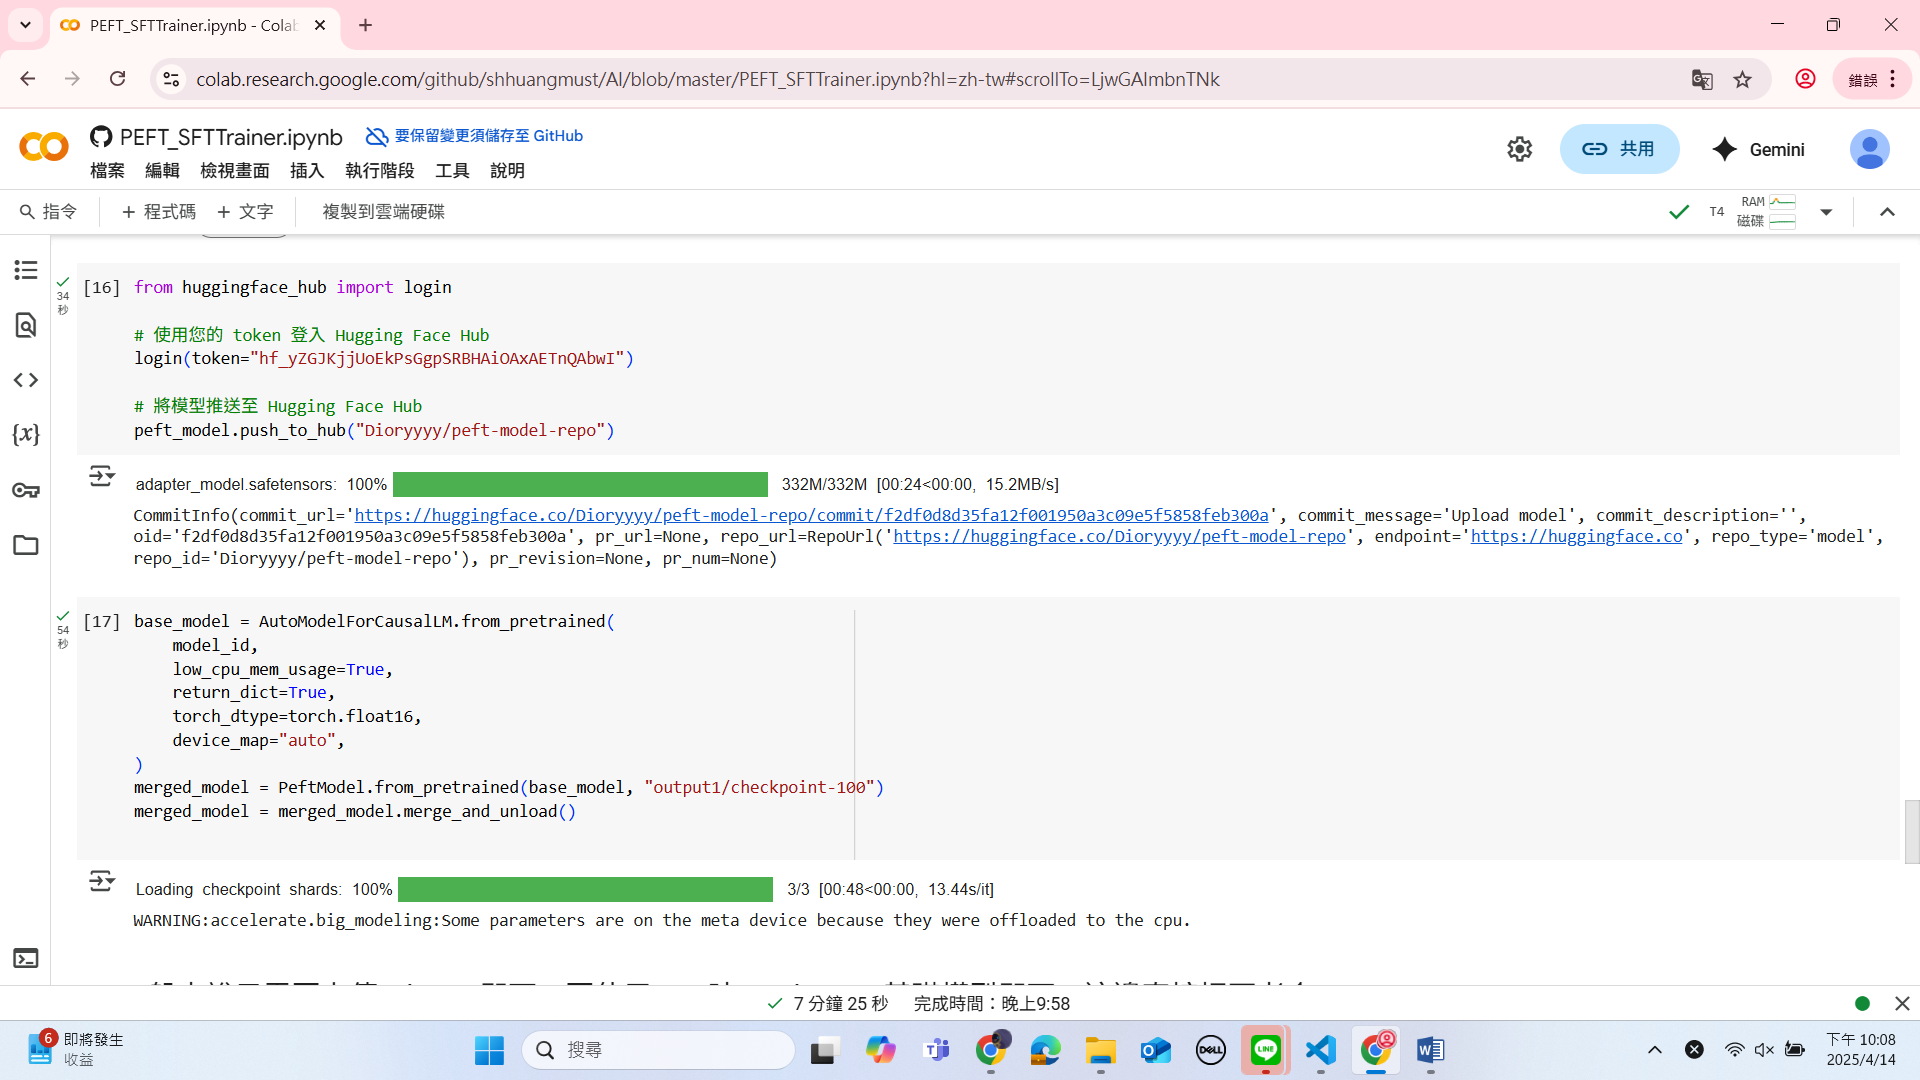 PEFT_SFTTrainer.ipynb - Colab
colab.research.google.com/github/shhuangmust/AI/blob/master/PEFT_SFTTrainer.ipynb?hl=zh-tw#scrollTo=LjwGAlmbnTNk
錯誤
PEFT_SFTTrainer.ipynb
要保留變更須儲存至 GitHub
檔案 編輯 檢視畫面 插入 執行階段 工具 說明
共用
Gemini
指令
+ 程式碼 + 文字
複製到雲端硬碟
T4
RAM
磁碟
34
秒
[16] from huggingface_hub import login
# 使用您的 token 登入 Hugging Face Hub
login(token="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")
# 將模型推送至 Hugging Face Hub
peft_model.push_to_hub("Dioryyyy/peft-model-repo")
adapter_model.safetensors: 100% 332M/332M [00:24<00:00, 15.2MB/s]
CommitInfo(commit_url='https://huggingface.co/Dioryyyy/peft-model-repo/commit/f2df0d8d35fa12f001950a3c09e5f5858feb300a', commit_message='Upload model', commit_description='',
oid='f2df0d8d35fa12f001950a3c09e5f5858feb300a', pr_url=None, repo_url=RepoUrl('https://huggingface.co/Dioryyyy/peft-model-repo', endpoint='https://huggingface.co', repo_type='model',
repo_id='Dioryyyy/peft-model-repo'), pr_revision=None, pr_num=None)
54
秒
[17] base_model = AutoModelForCausalLM.from_pretrained(
model_id,
low_cpu_mem_usage=True,
return_dict=True,
torch_dtype=torch.float16,
device_map="auto",
)
merged_model = PeftModel.from_pretrained(base_model, "output1/checkpoint-100")
merged_model = merged_model.merge_and_unload()
Loading checkpoint shards: 100% 3/3 [00:48<00:00, 13.44s/it]
WARNING:accelerate.big_modeling:Some parameters are on the meta device because they were offloaded to the cpu.
7 分鐘 25 秒 完成時間：晚上9:58
6
即將發生
收益
搜尋
DELL
LINE
下午 10:08
2025/4/14